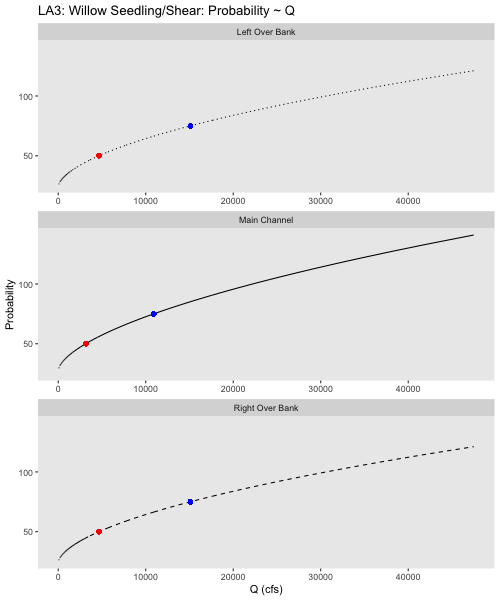 LA3: Willow Seedling/Shear: Probability ~ Q
Left Over Bank
100
50
0 10000 20000 30000 40000
Main Channel
100
50
0 10000 20000 30000 40000
Probability
Right Over Bank
100
50
0 10000 20000 30000 40000
Q (cfs)